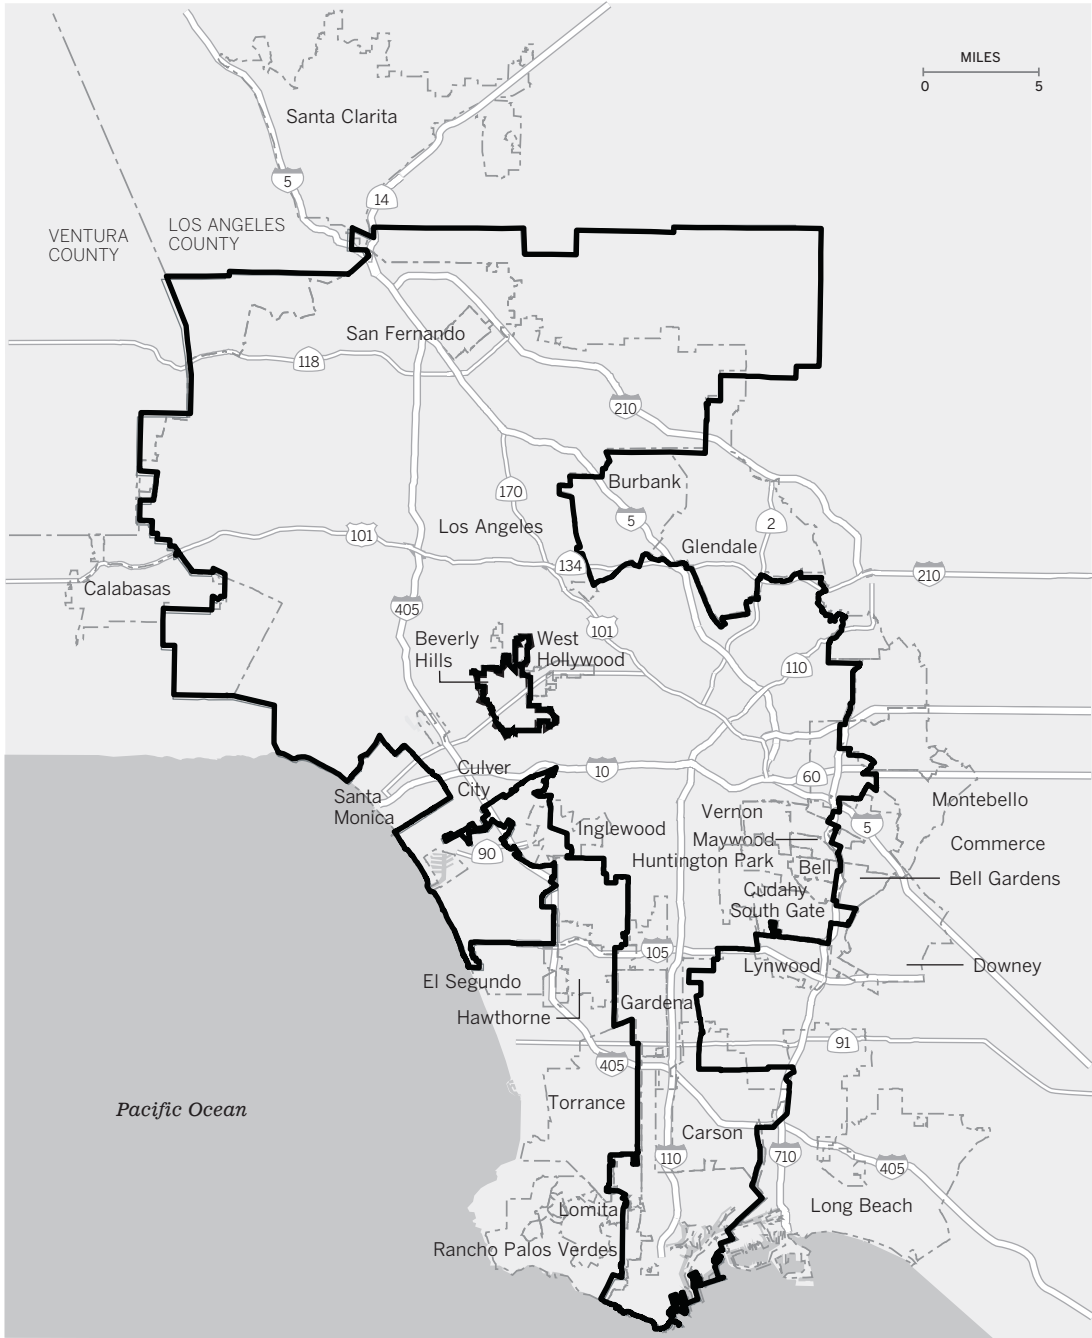 MILES
0 5
Santa Clarita
5
14
VENTURA
COUNTY
LOS ANGELES
COUNTY
San Fernando
118
210
170
Burbank
Los Angeles
5
2
101
Glendale
134
210
Calabasas
405
101
Beverly
Hills
West
Hollywood
110
Culver
City
10
60
Santa
Monica
Montebello
Vernon
5
Inglewood
Maywood
Commerce
90
Huntington Park
Bell
Bell Gardens
Cudahy
South Gate
105
Lynwood
Downey
El Segundo
Gardena
Hawthorne
91
405
Torrance
Pacific Ocean
Carson
110
710
405
Long Beach
Lomita
Rancho Palos Verdes